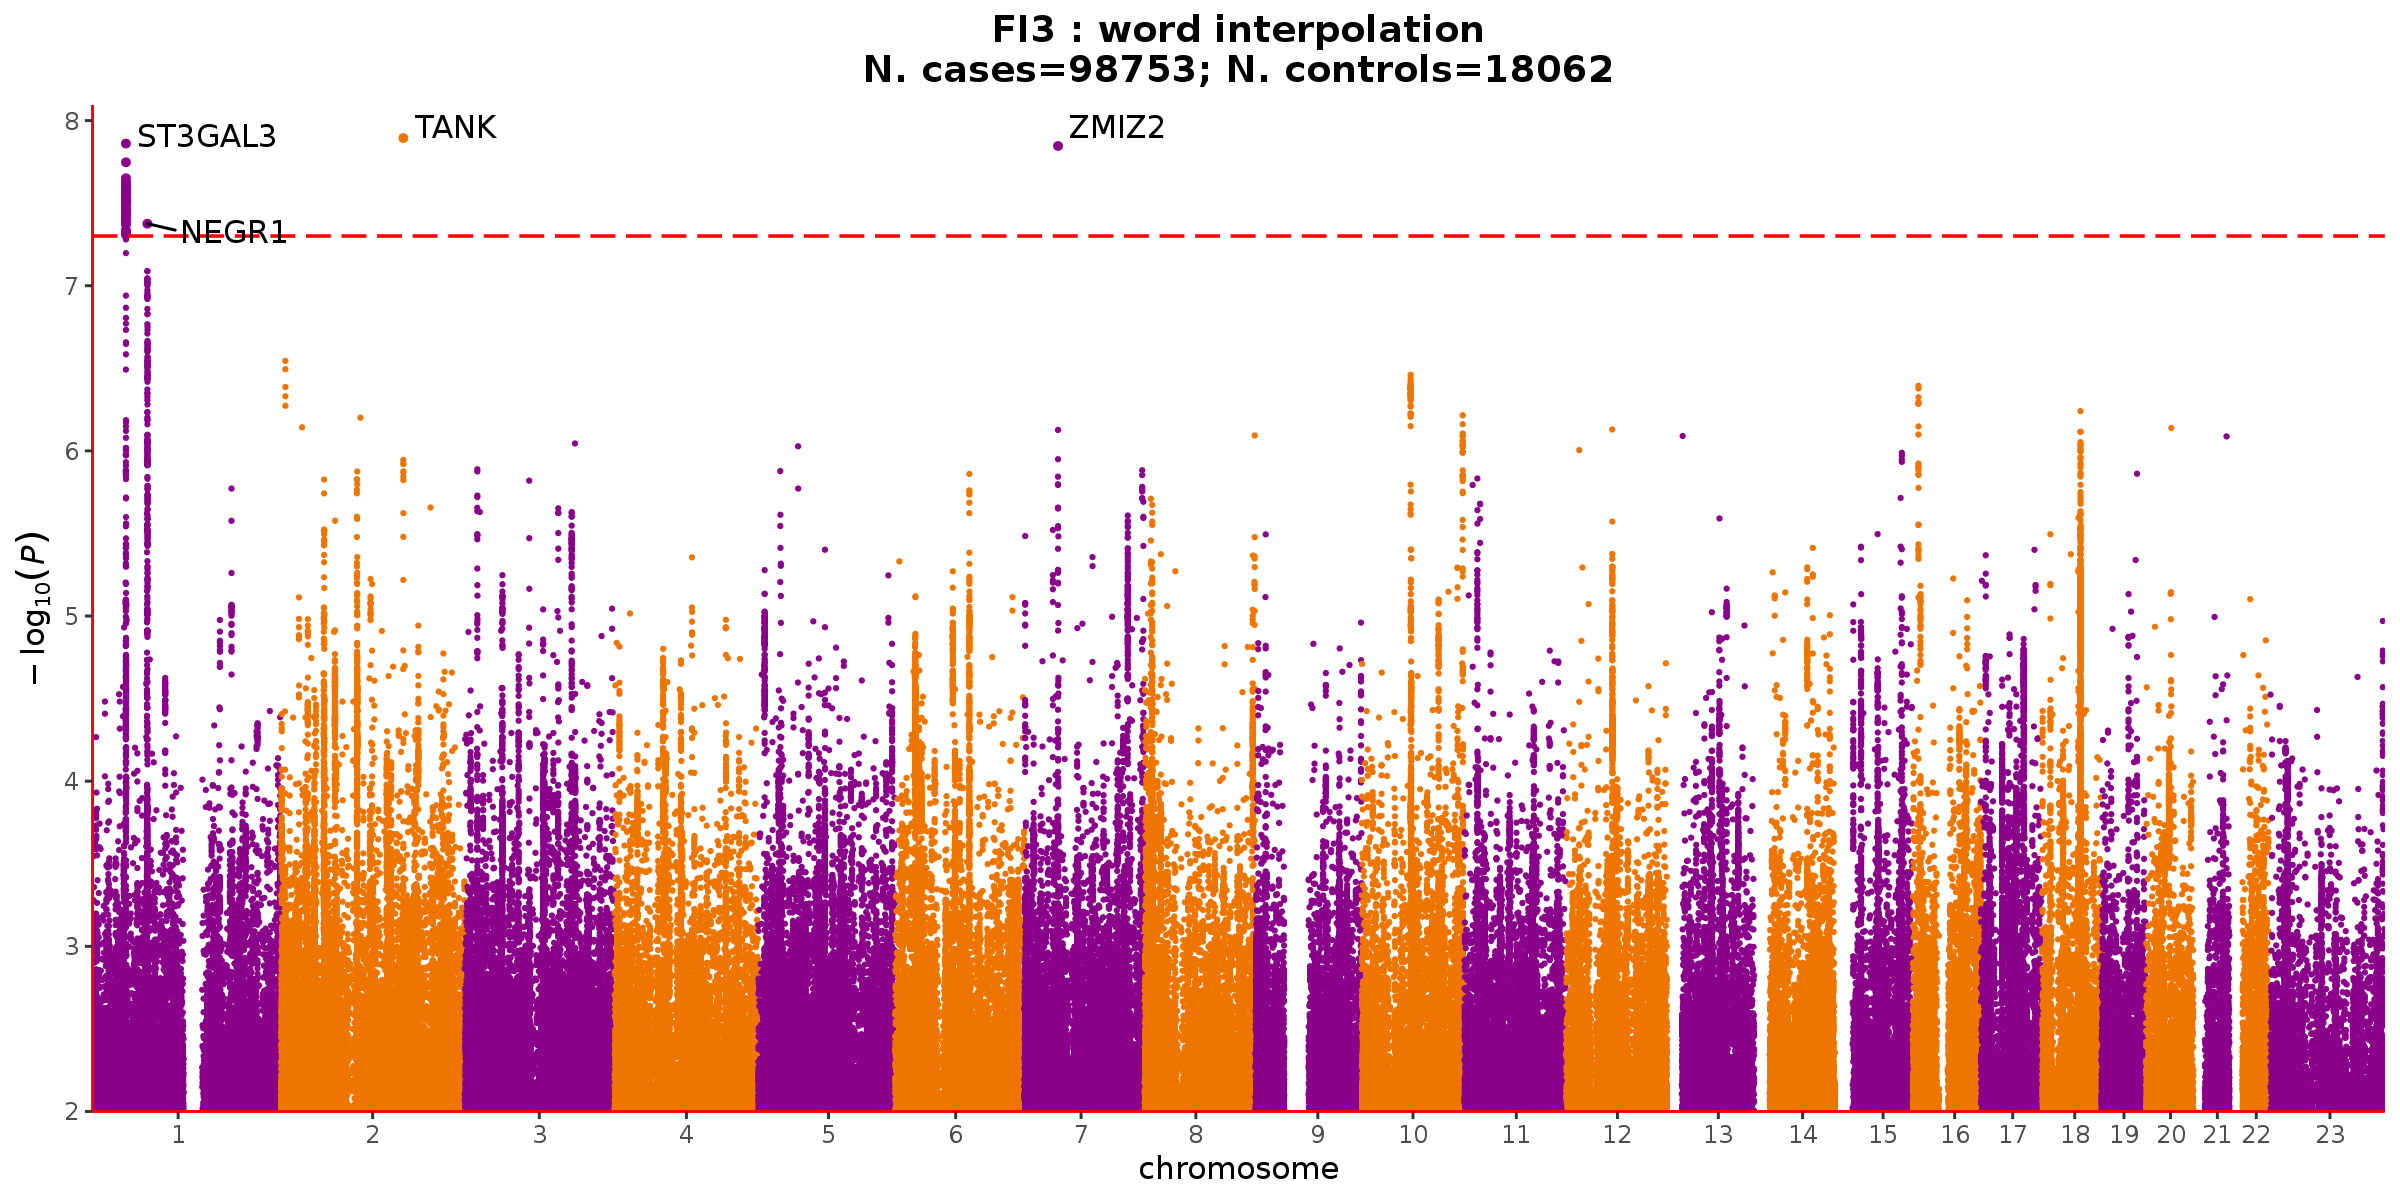 FI3 : word interpolation
N. cases=98753; N. controls=18062
8
ST3GAL3
TANK
ZMIZ2
NEGR1
7
6
5
4
3
2
− log10(P)
1 2 3 4 5 6 7 8 9 10 11 12 13 14 15 16 17 18 19 20 21 22 23
chromosome